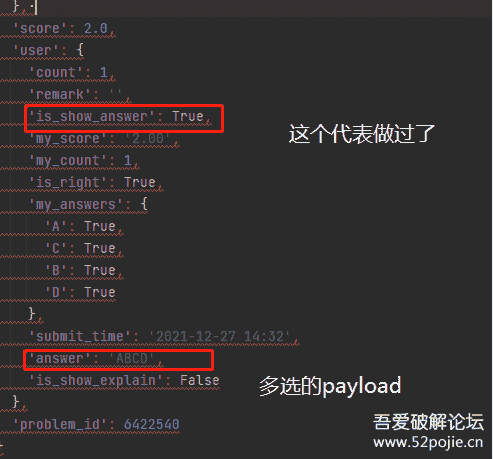 },
'score': 2.0,
'user': {
'count': 1,
'remark': '',
'is_show_answer': True,
这个代表做过了
'my_score': '2.00',
'my_count': 1,
'is_right': True,
'my_answers': {
'A': True,
'C': True,
'B': True,
'D': True
},
'submit_time': '2021-12-27 14:32',
'answer': 'ABCD',
'is_show_explain': False
多选的payload
},
'problem_id': 6422540
吾爱破解论坛
www.52pojie.cn